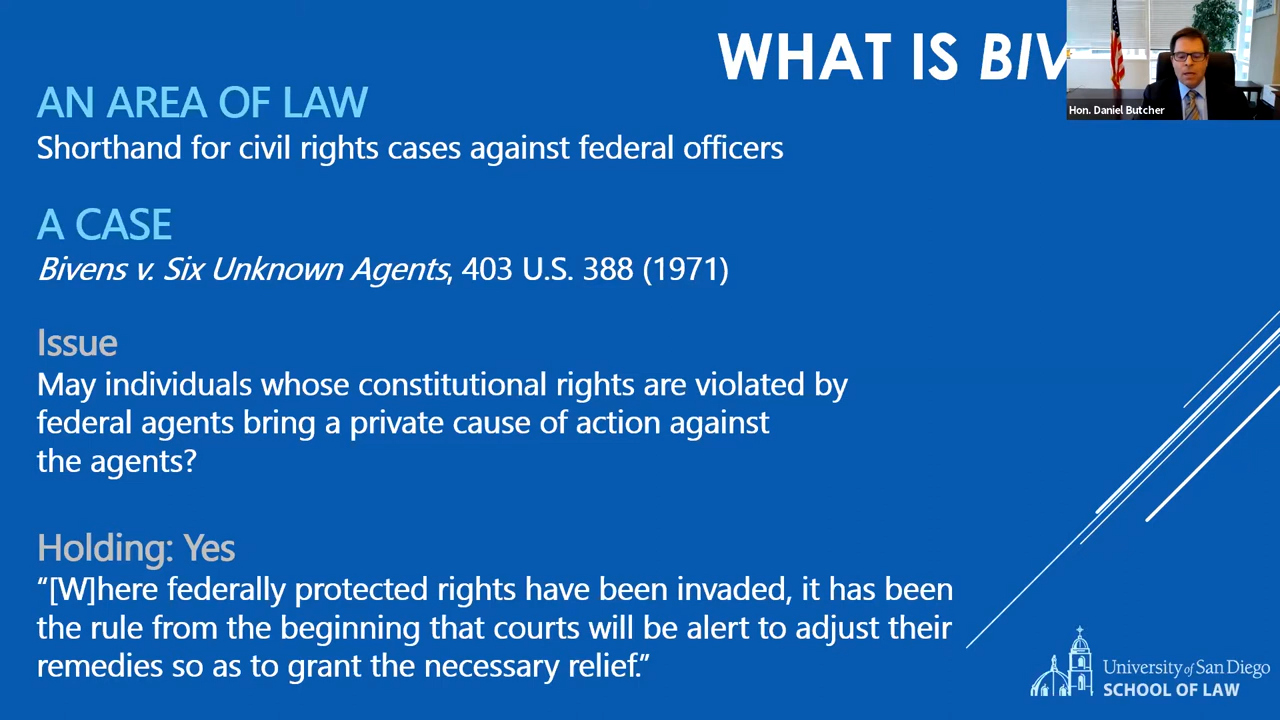 WHAT IS BIV
Hon. Daniel Butcher
AN AREA OF LAW
Shorthand for civil rights cases against federal officers
A CASE
Bivens v. Six Unknown Agents, 403 U.S. 388 (1971)
Issue
May individuals whose constitutional rights are violated by
federal agents bring a private cause of action against
the agents?
Holding: Yes
“[W]here federally protected rights have been invaded, it has been
the rule from the beginning that courts will be alert to adjust their
remedies so as to grant the necessary relief.”
University of San Diego
SCHOOL OF LAW